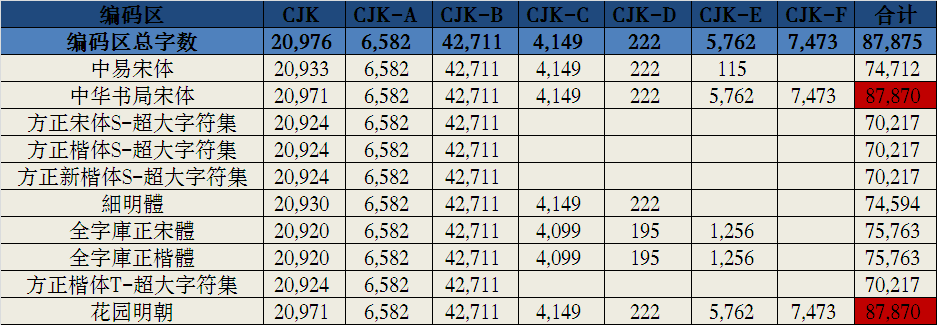 编码区 CJK CJK-A CJK-B CJK-C CJK-D CJK-E CJK-F 合计
编码区总字数 20,976 6,582 42,711 4,149 222 5,762 7,473 87,875
中易宋体 20,933 6,582 42,711 4,149 222 115 74,712
中华书局宋体 20,971 6,582 42,711 4,149 222 5,762 7,473 87,870
方正宋体S-超大字符集 20,924 6,582 42,711 70,217
方正楷体S-超大字符集 20,924 6,582 42,711 70,217
方正新楷体S-超大字符集 20,924 6,582 42,711 70,217
細明體 20,930 6,582 42,711 4,149 222 74,594
全字庫正宋體 20,920 6,582 42,711 4,099 195 1,256 75,763
全字庫正楷體 20,920 6,582 42,711 4,099 195 1,256 75,763
方正楷体T-超大字符集 20,924 6,582 42,711 70,217
花园明朝 20,971 6,582 42,711 4,149 222 5,762 7,473 87,870